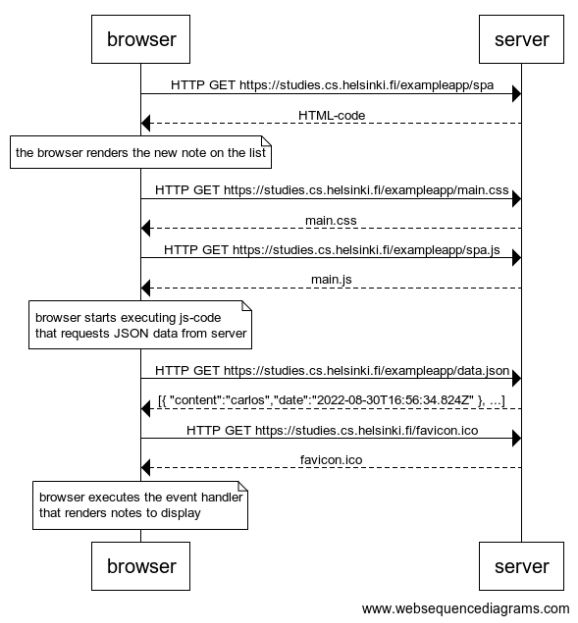 browser
server
HTTP GET https://studies.cs.helsinki.fi/exampleapp/spa
HTML-code
the browser renders the new note on the list
HTTP GET https://studies.cs.helsinki.fi/exampleapp/main.css
main.css
HTTP GET https://studies.cs.helsinki.fi/exampleapp/spa.js
main.js
browser starts executing js-code
that requests JSON data from server
HTTP GET https://studies.cs.helsinki.fi/exampleapp/data.json
[{ "content":"carlos","date":"2022-08-30T16:56:34.824Z" }, ...]
HTTP GET https://studies.cs.helsinki.fi/favicon.ico
favicon.ico
browser executes the event handler
that renders notes to display
browser
server
www.websequencediagrams.com